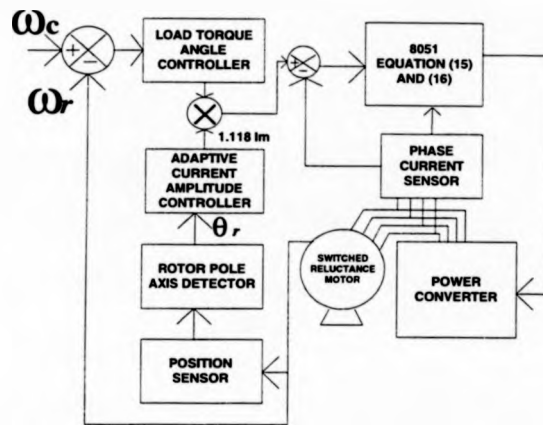 ωc
+
−
LOAD TORQUE
ANGLE
CONTROLLER
+
−
8051
EQUATION (15)
AND (16)
ωr
×
1.118 Im
ADAPTIVE
CURRENT
AMPLITUDE
CONTROLLER
PHASE
CURRENT
SENSOR
θr
ROTOR POLE
AXIS DETECTOR
SWITCHED
RELUCTANCE
MOTOR
POWER
CONVERTER
POSITION
SENSOR